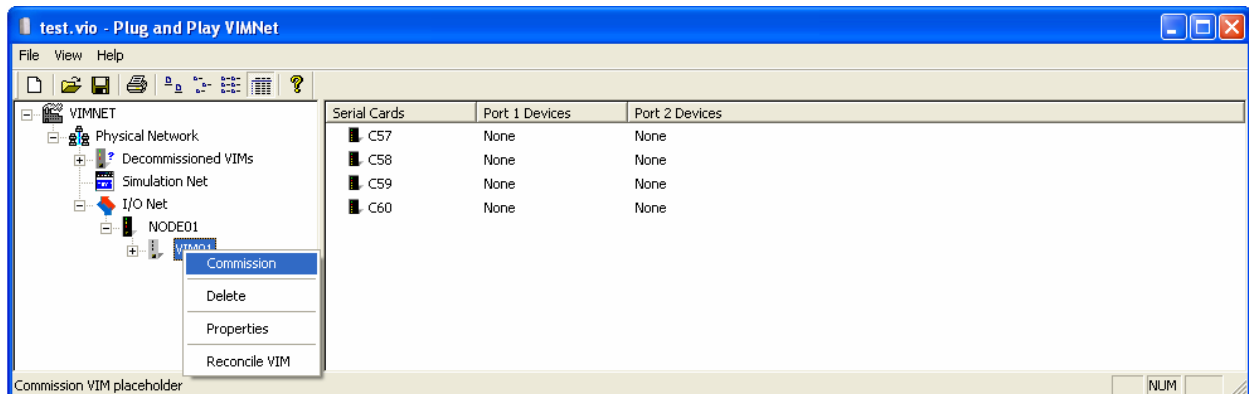 test.vio - Plug and Play VIMNet
File View Help
VIMNET
Physical Network
Decommissioned VIMs
Simulation Net
I/O Net
NODE01
VIM01
Commission
Delete
Properties
Reconcile VIM
Serial Cards Port 1 Devices Port 2 Devices
C57 None None
C58 None None
C59 None None
C60 None None
Commission VIM placeholder
NUM